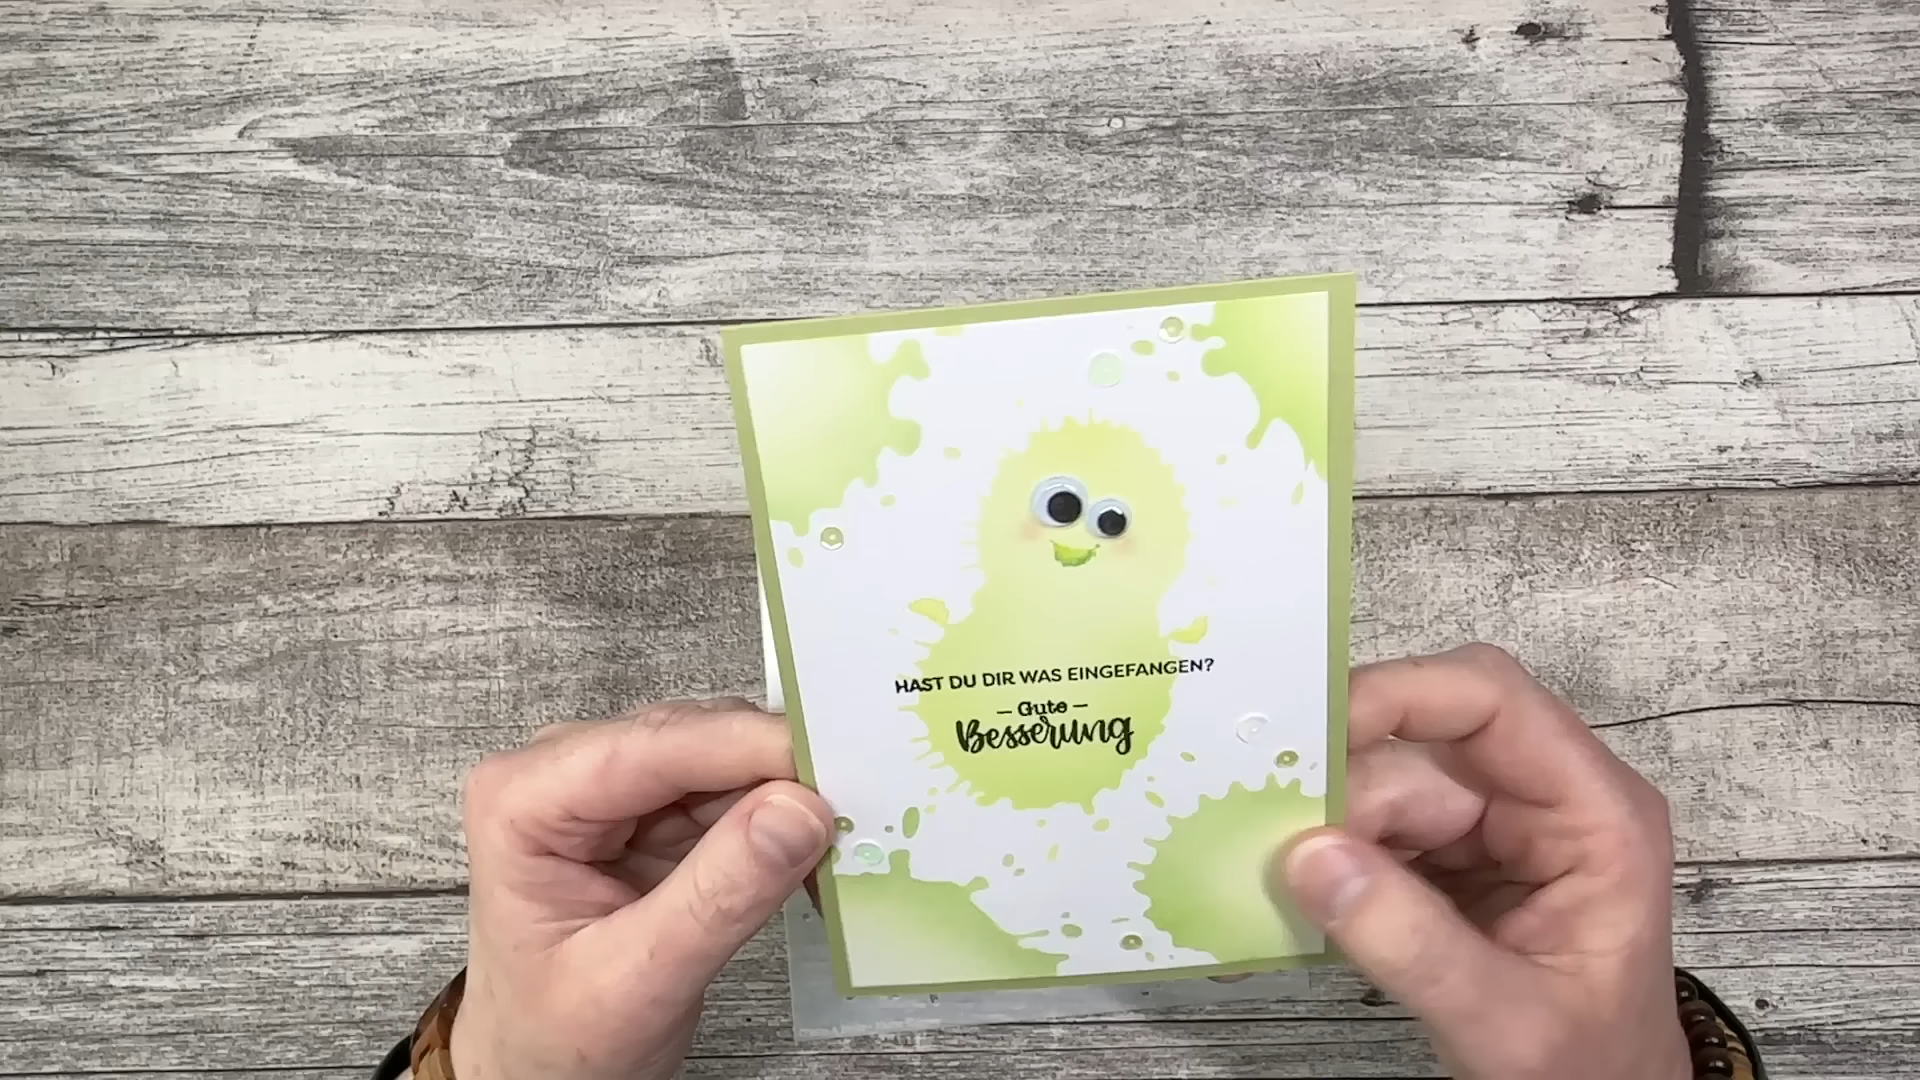 HAST DU DIR WAS EINGEFANGEN?
– Gute –
Besserung